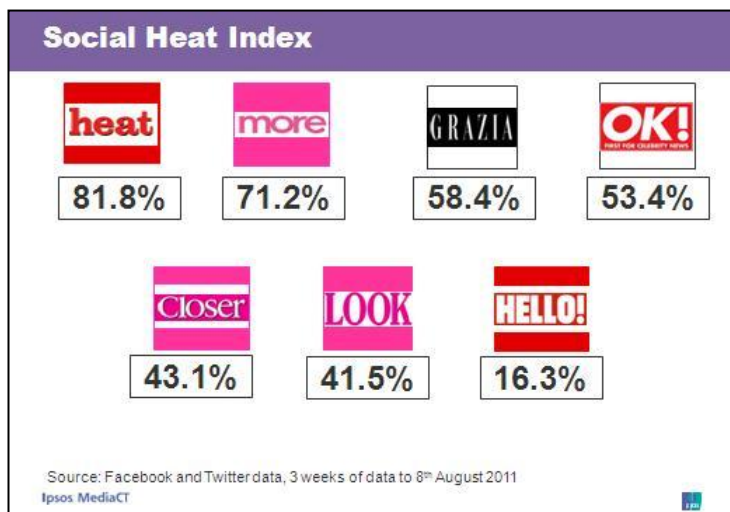 Social Heat Index
heat
more
GRAZIA
OK!
FIRST FOR CELEBRITY NEWS
81.8%
71.2%
58.4%
53.4%
Closer
LOOK
HELLO!
43.1%
41.5%
16.3%
Source: Facebook and Twitter data, 3 weeks of data to 8th August 2011
Ipsos MediaCT
Ipsos